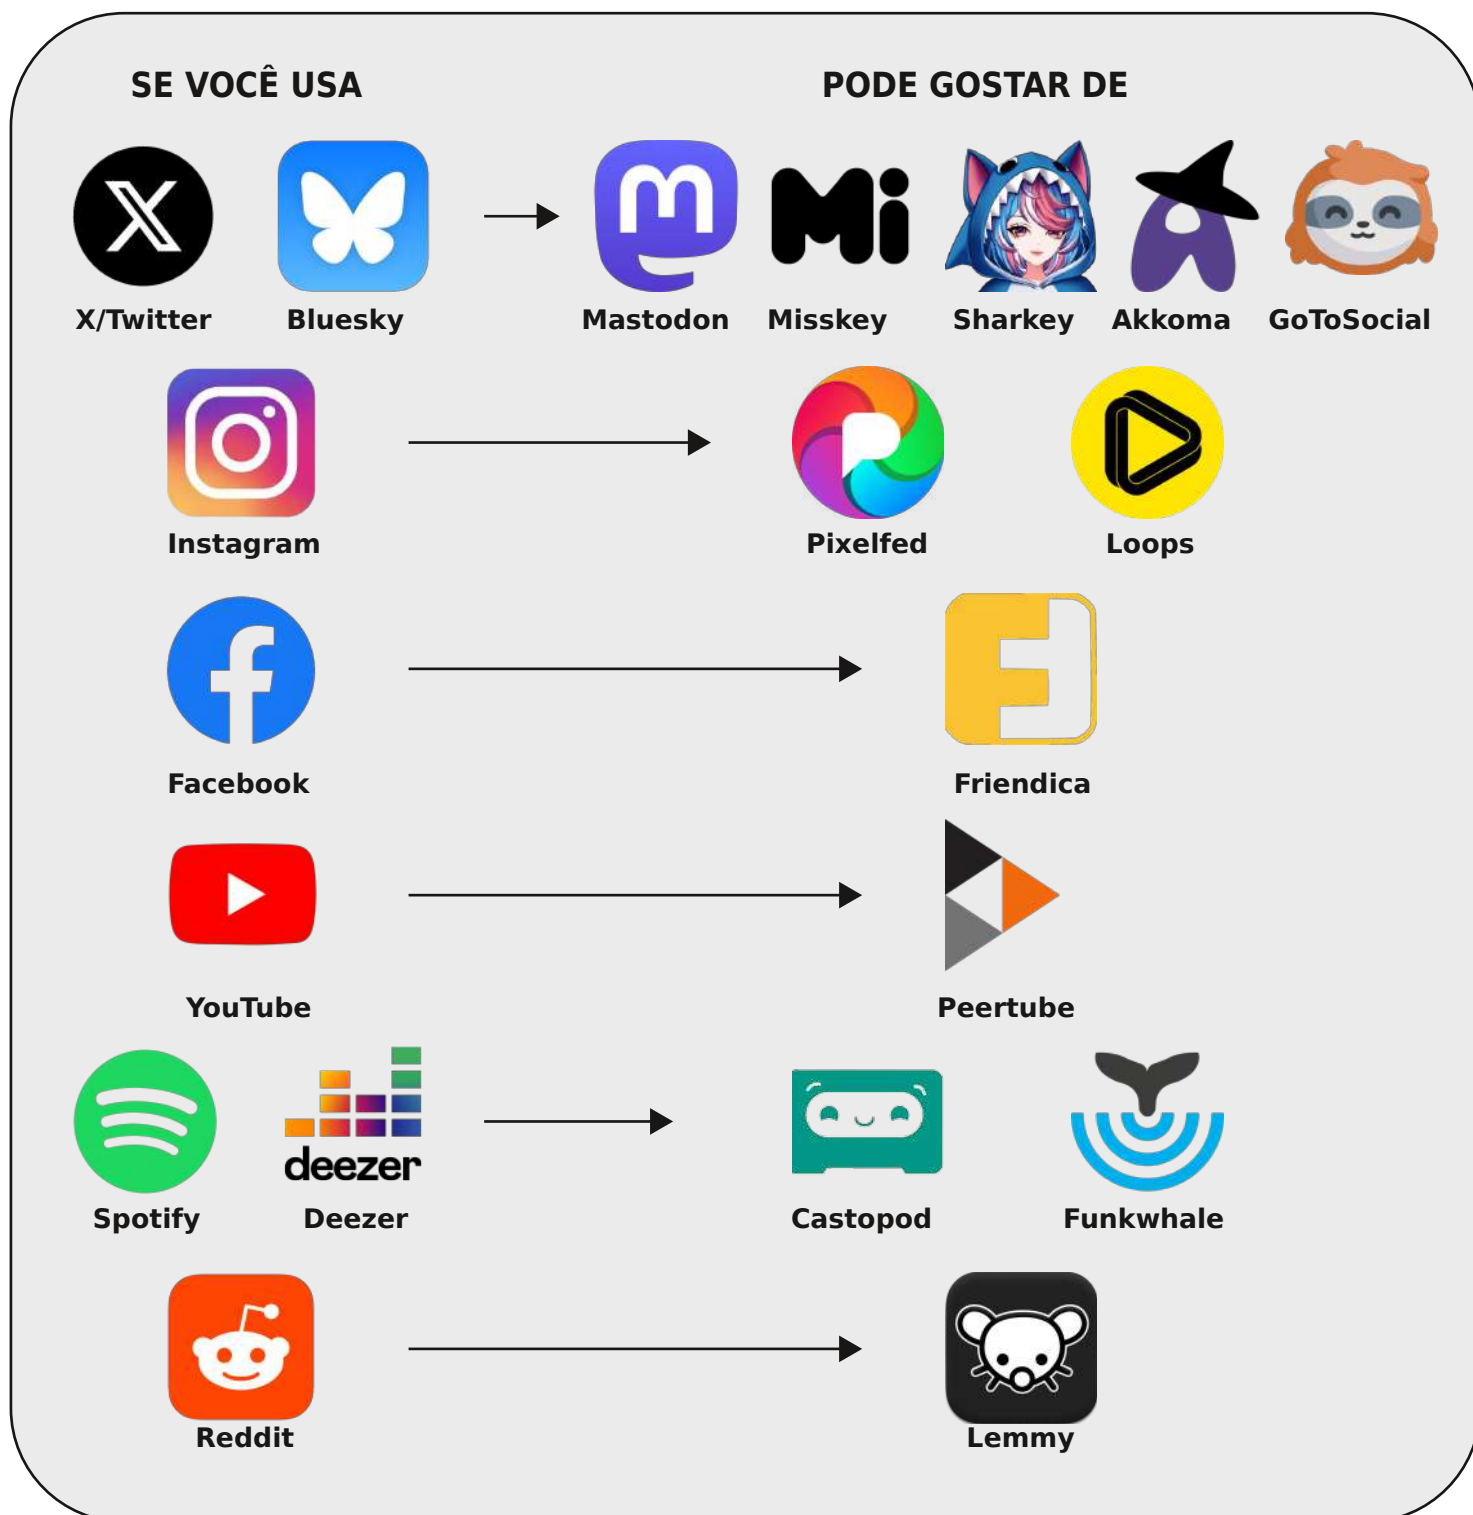 SE VOCÊ USA PODE GOSTAR DE
X/Twitter Bluesky Mastodon Misskey Sharkey Akkoma GoToSocial
Instagram Pixelfed Loops
Facebook Friendica
YouTube Peertube
deezer
Spotify Deezer Castopod Funkwhale
Reddit Lemmy